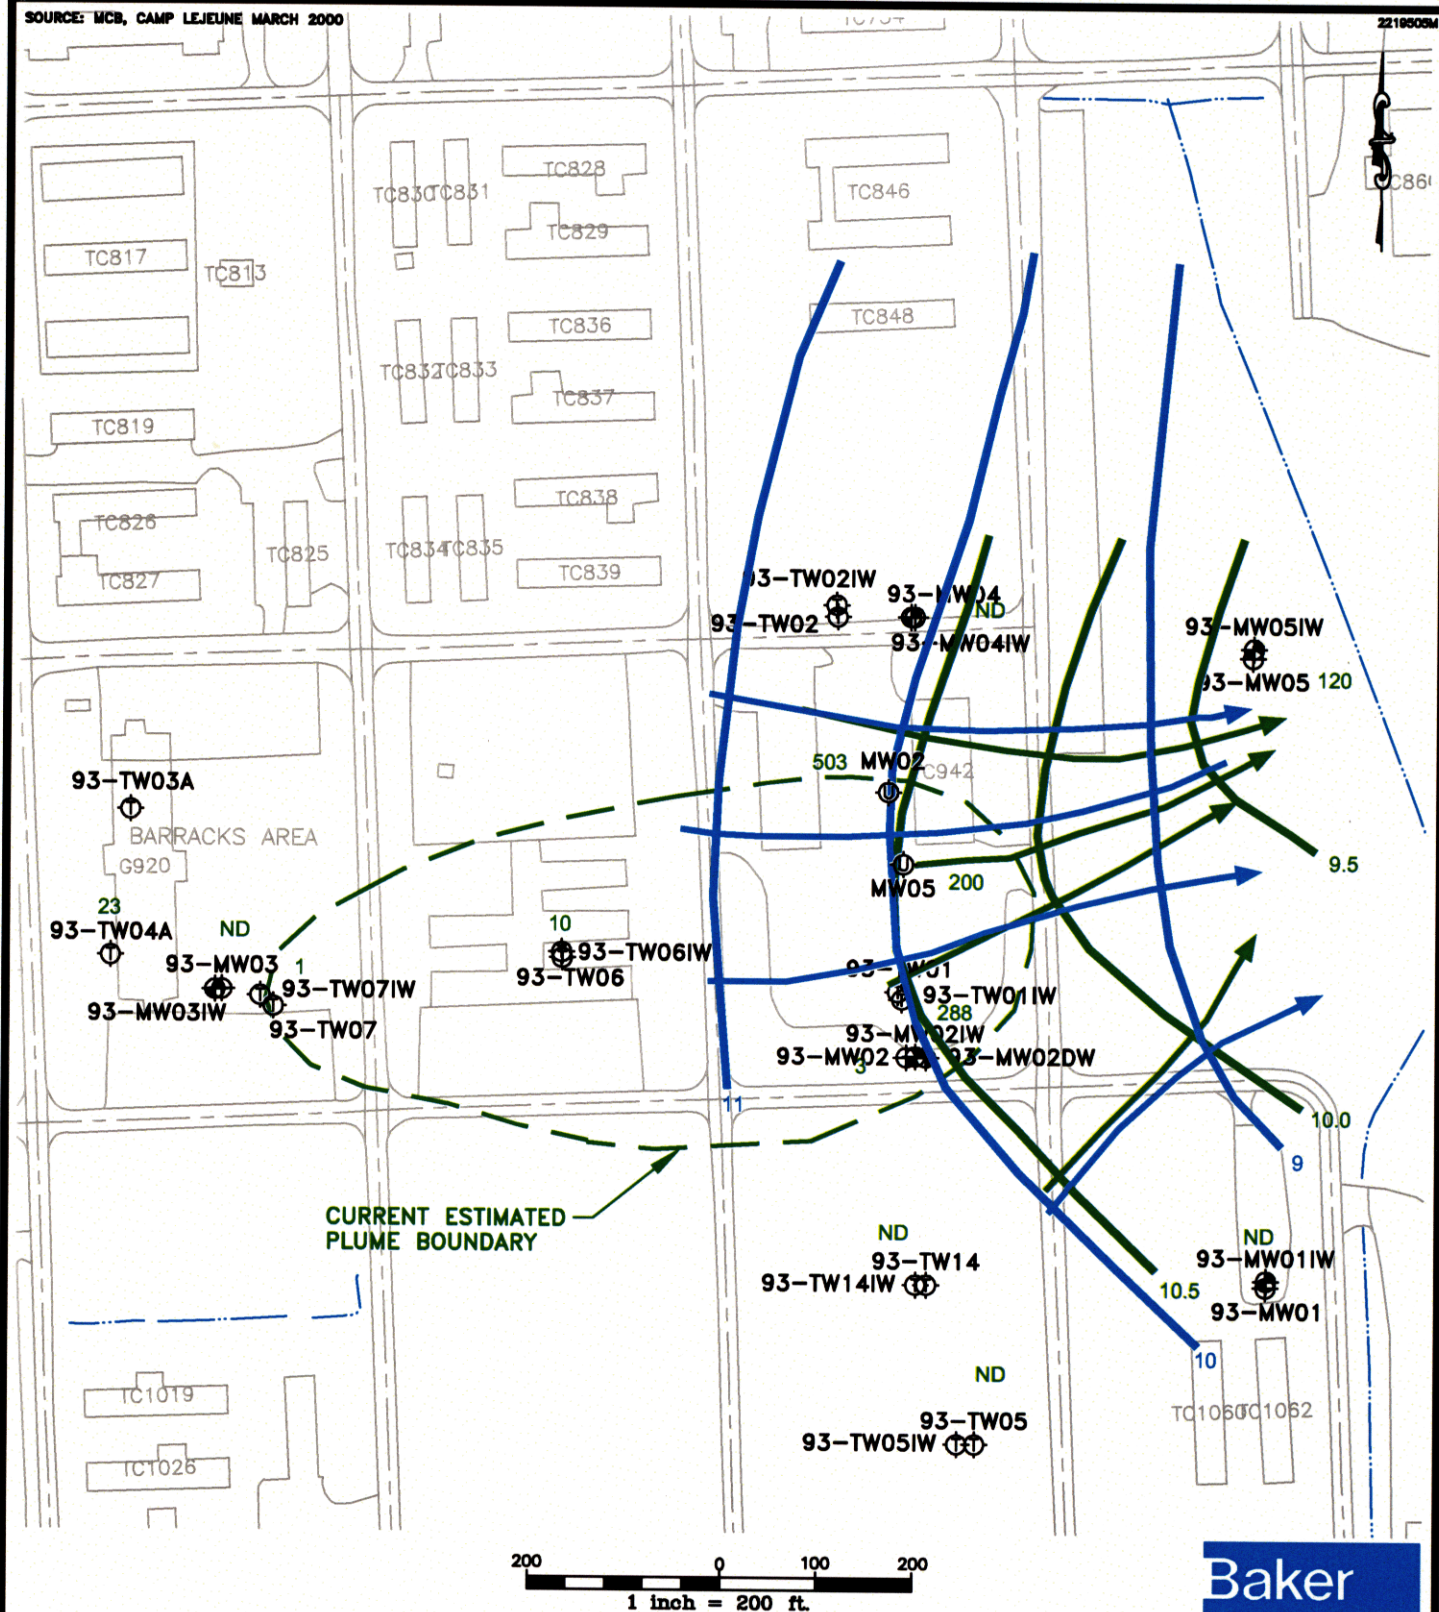 SOURCE: MCB, CAMP LEJEUNE MARCH 2000
2219505M
TC754
TC828
TC830
TC831
TC846
TC829
TC817
TC813
TC836
TC848
TC832
TC833
TC837
TC819
TC838
TC826
TC834
TC835
TC825
TC839
TC827
93-TW02IW
93-MW04
ND
93-TW02
93-MW04IW
93-MW05IW
93-MW05
120
503
MW02
C942
93-TW03A
BARRACKS AREA
G920
9.5
200
MW05
23
93-TW04A
ND
10
93-MW03
1
93-TW06IW
93-TW06
93-TW01
93-TW07IW
93-TW01IW
93-MW03IW
288
93-TW07
93-MW02IW
93-MW02
93-MW02DW
3
11
10.0
9
CURRENT ESTIMATED
PLUME BOUNDARY
ND
ND
93-TW14
93-MW01IW
93-TW14IW
10.5
93-MW01
10
ND
TC1019
93-TW05
TC1060
TC1062
93-TW05IW
TC1026
200
0
100
200
1 inch = 200 ft.
Baker